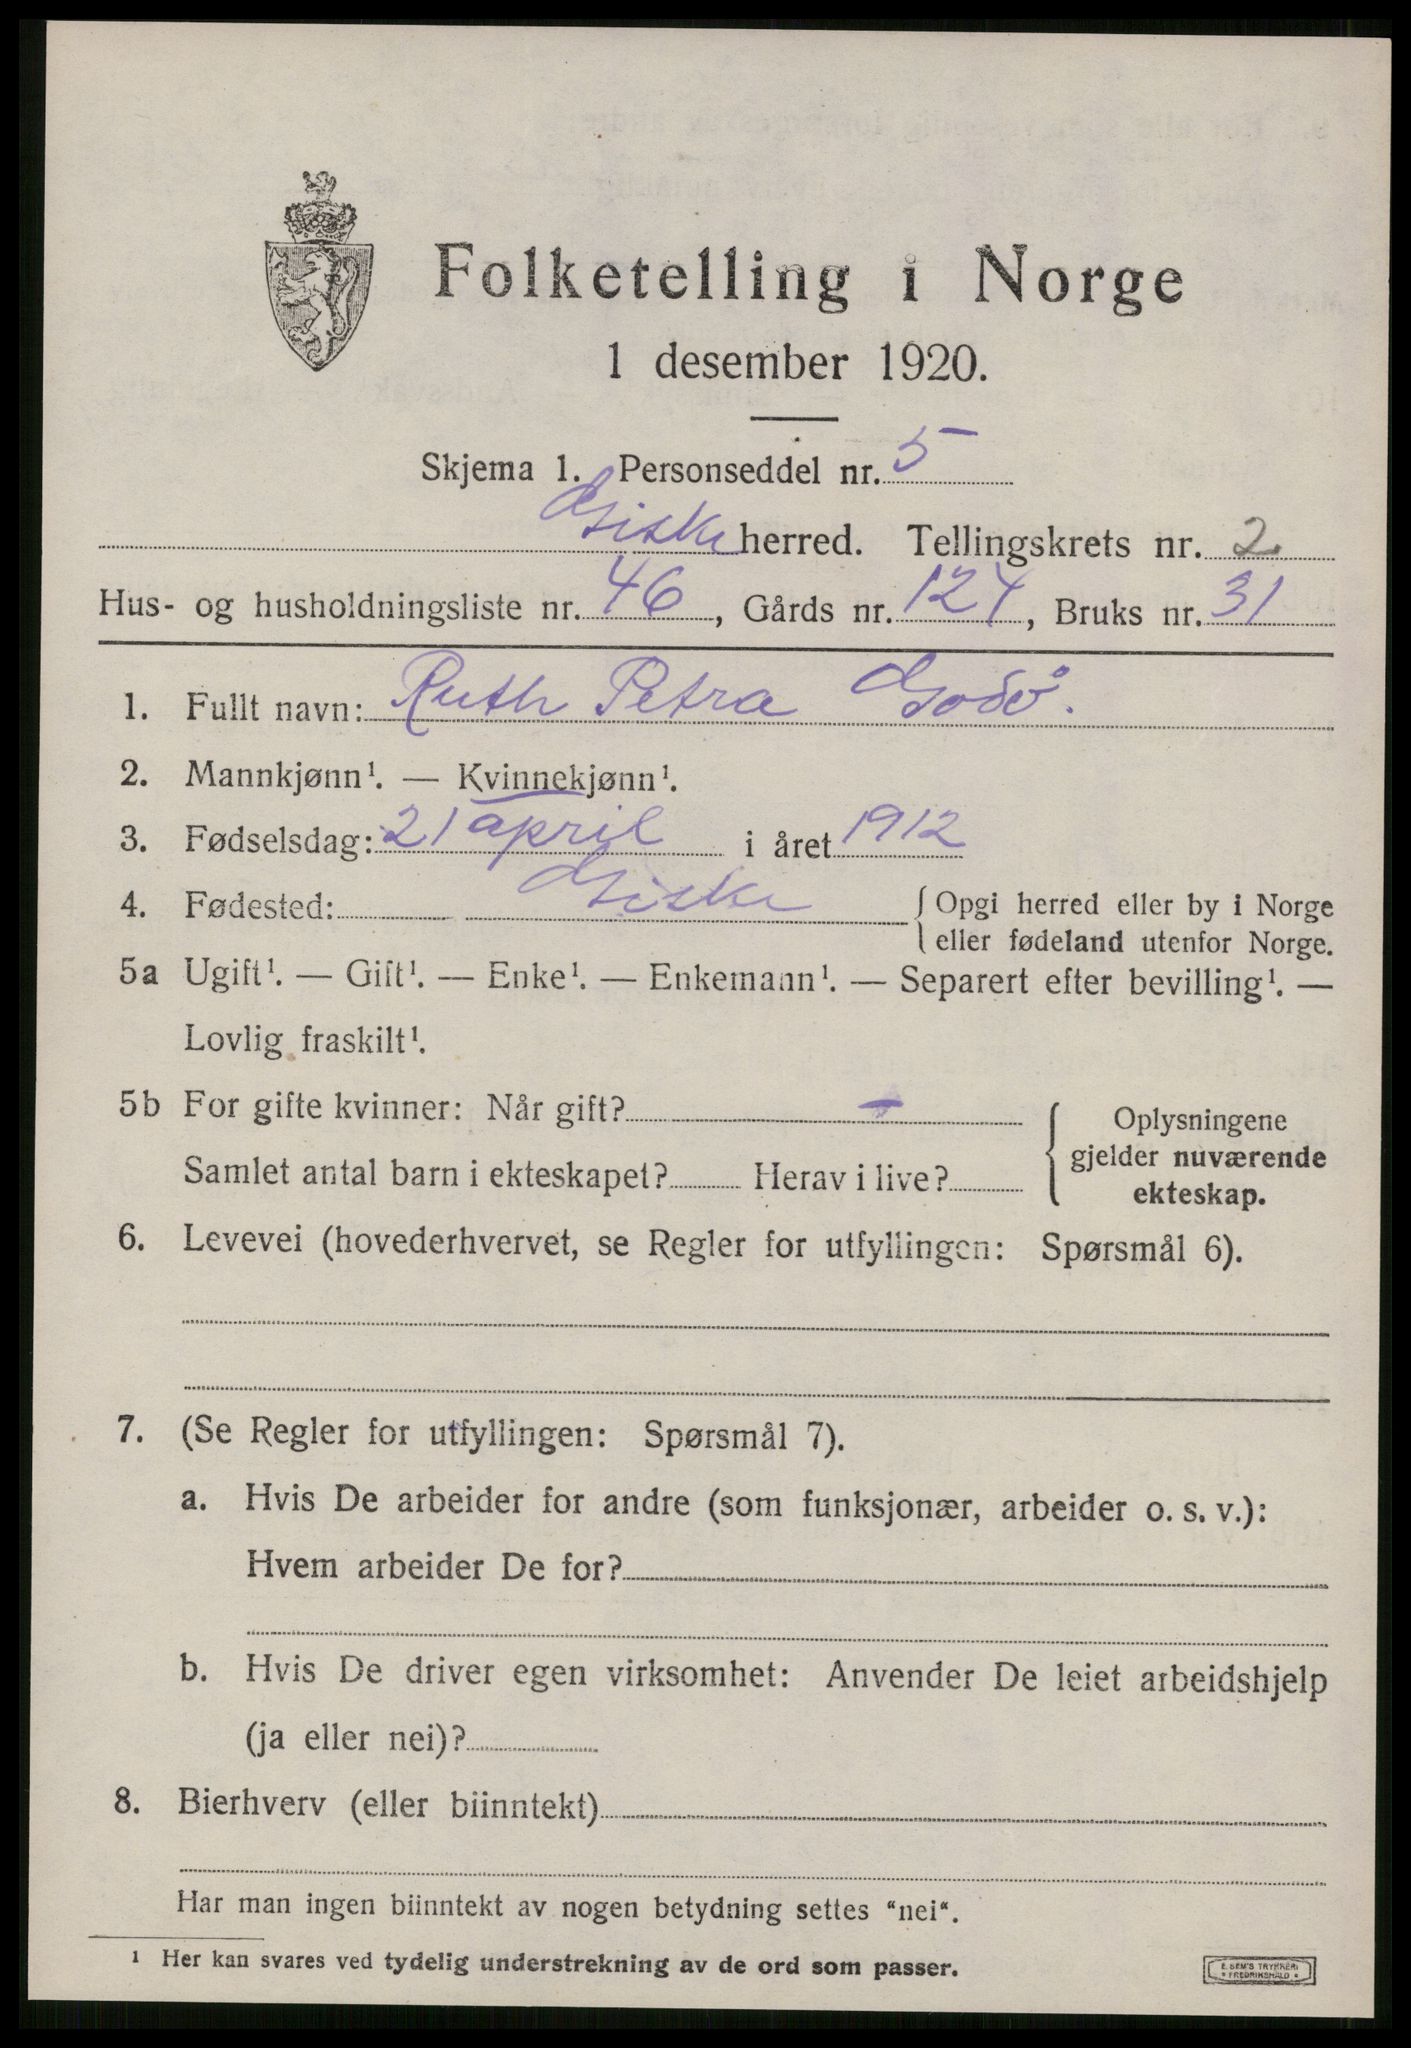 Folketelling i Norge
1 desember 1920.
Skjema 1. Personseddel nr. 5
Giske herred. Tellingskrets nr. 2
Hus- og husholdningsliste nr. 46, Gårds nr. 124, Bruks nr. 31
1. Fullt navn: Ruth Petra Godø.
2. Mannkjønn¹. — Kvinnekjønn¹.
3. Fødselsdag: 21 april i året 1912
4. Fødested: Giske { Opgi herred eller by i Norge
eller fødeland utenfor Norge.
5a Ugift¹. — Gift¹. — Enke¹. — Enkemann¹. — Separert efter bevilling¹. —
Lovlig fraskilt¹.
5b For gifte kvinner: Når gift? — { Oplysningene
gjelder nuværende
Samlet antal barn i ekteskapet? Herav i live? ekteskap.
6. Levevei (hovederhvervet, se Regler for utfyllingen: Spørsmål 6).
7. (Se Regler for utfyllingen: Spørsmål 7).
a. Hvis De arbeider for andre (som funksjonær, arbeider o. s. v.):
Hvem arbeider De for?
b. Hvis De driver egen virksomhet: Anvender De leiet arbeidshjelp
(ja eller nei)?
8. Bierhverv (eller biinntekt)
Har man ingen biinntekt av nogen betydning settes "nei".
¹ Her kan svares ved tydelig understrekning av de ord som passer.
E. SEM'S TRYKKERI
* FREDRIKSHALD *